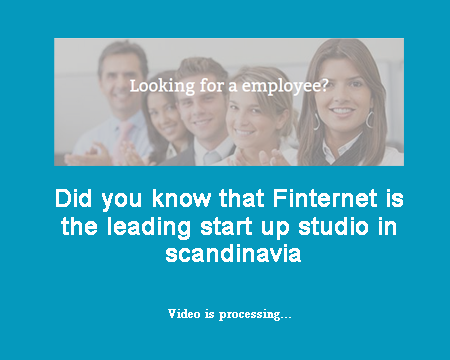 Looking for a employee?
Did you know that Finternet is
the leading start up studio in
scandinavia
Video is processing...